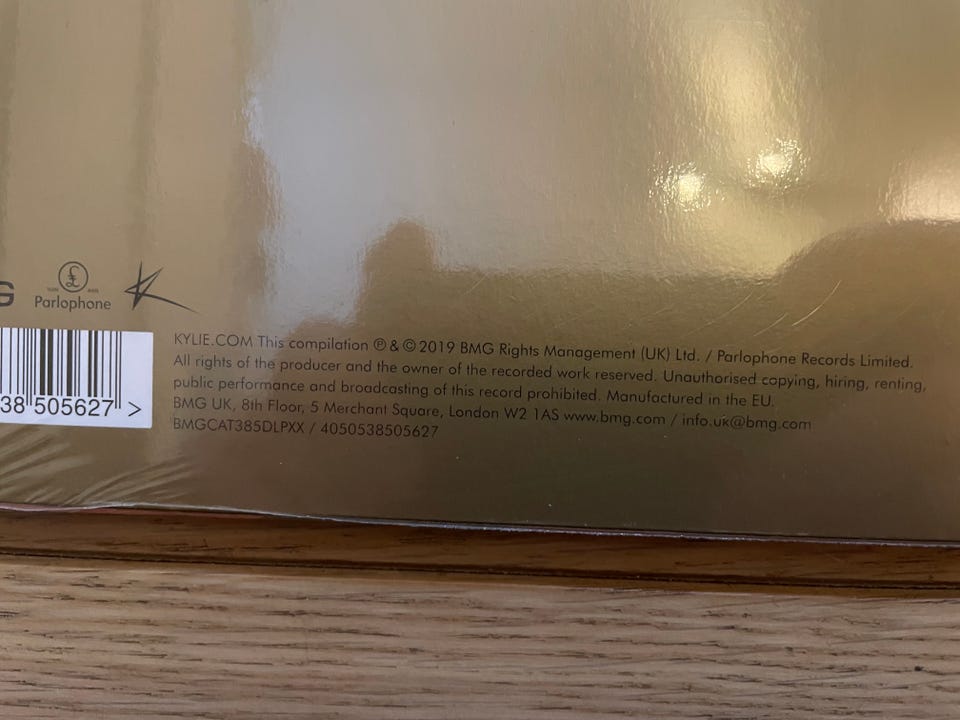 G
£
Parlophone
38 505627 >
KYLIE.COM This compilation ℗ & © 2019 BMG Rights Management (UK) Ltd. / Parlophone Records Limited.
All rights of the producer and the owner of the recorded work reserved. Unauthorised copying, hiring, renting,
public performance and broadcasting of this record prohibited. Manufactured in the EU.
BMG UK, 8th Floor, 5 Merchant Square, London W2 1AS www.bmg.com / info.uk@bmg.com
BMGCAT385DLPXX / 4050538505627